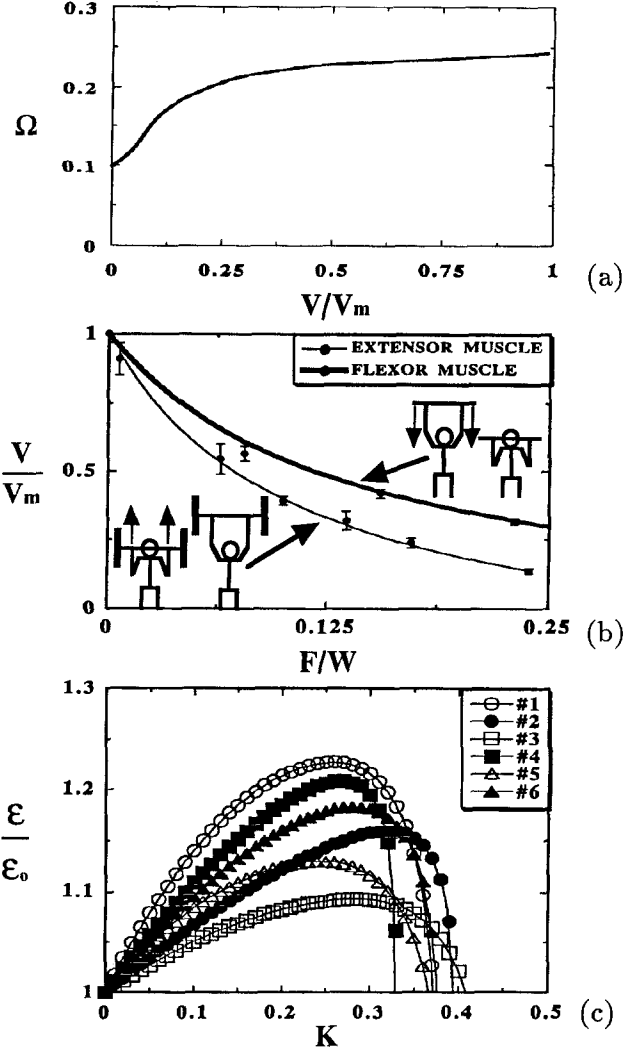 0.3
0.2
Ω
0.1
0
0 0.25 0.5 0.75 1
V/Vm
(a)
1
EXTENSOR MUSCLE
FLEXOR MUSCLE
V
Vm
0.5
0
0 0.125 0.25
F/W
(b)
1.3
#1
#2
#3
#4
#5
#6
1.2
ε
εo
1.1
1
0 0.1 0.2 0.3 0.4 0.5
K
(c)